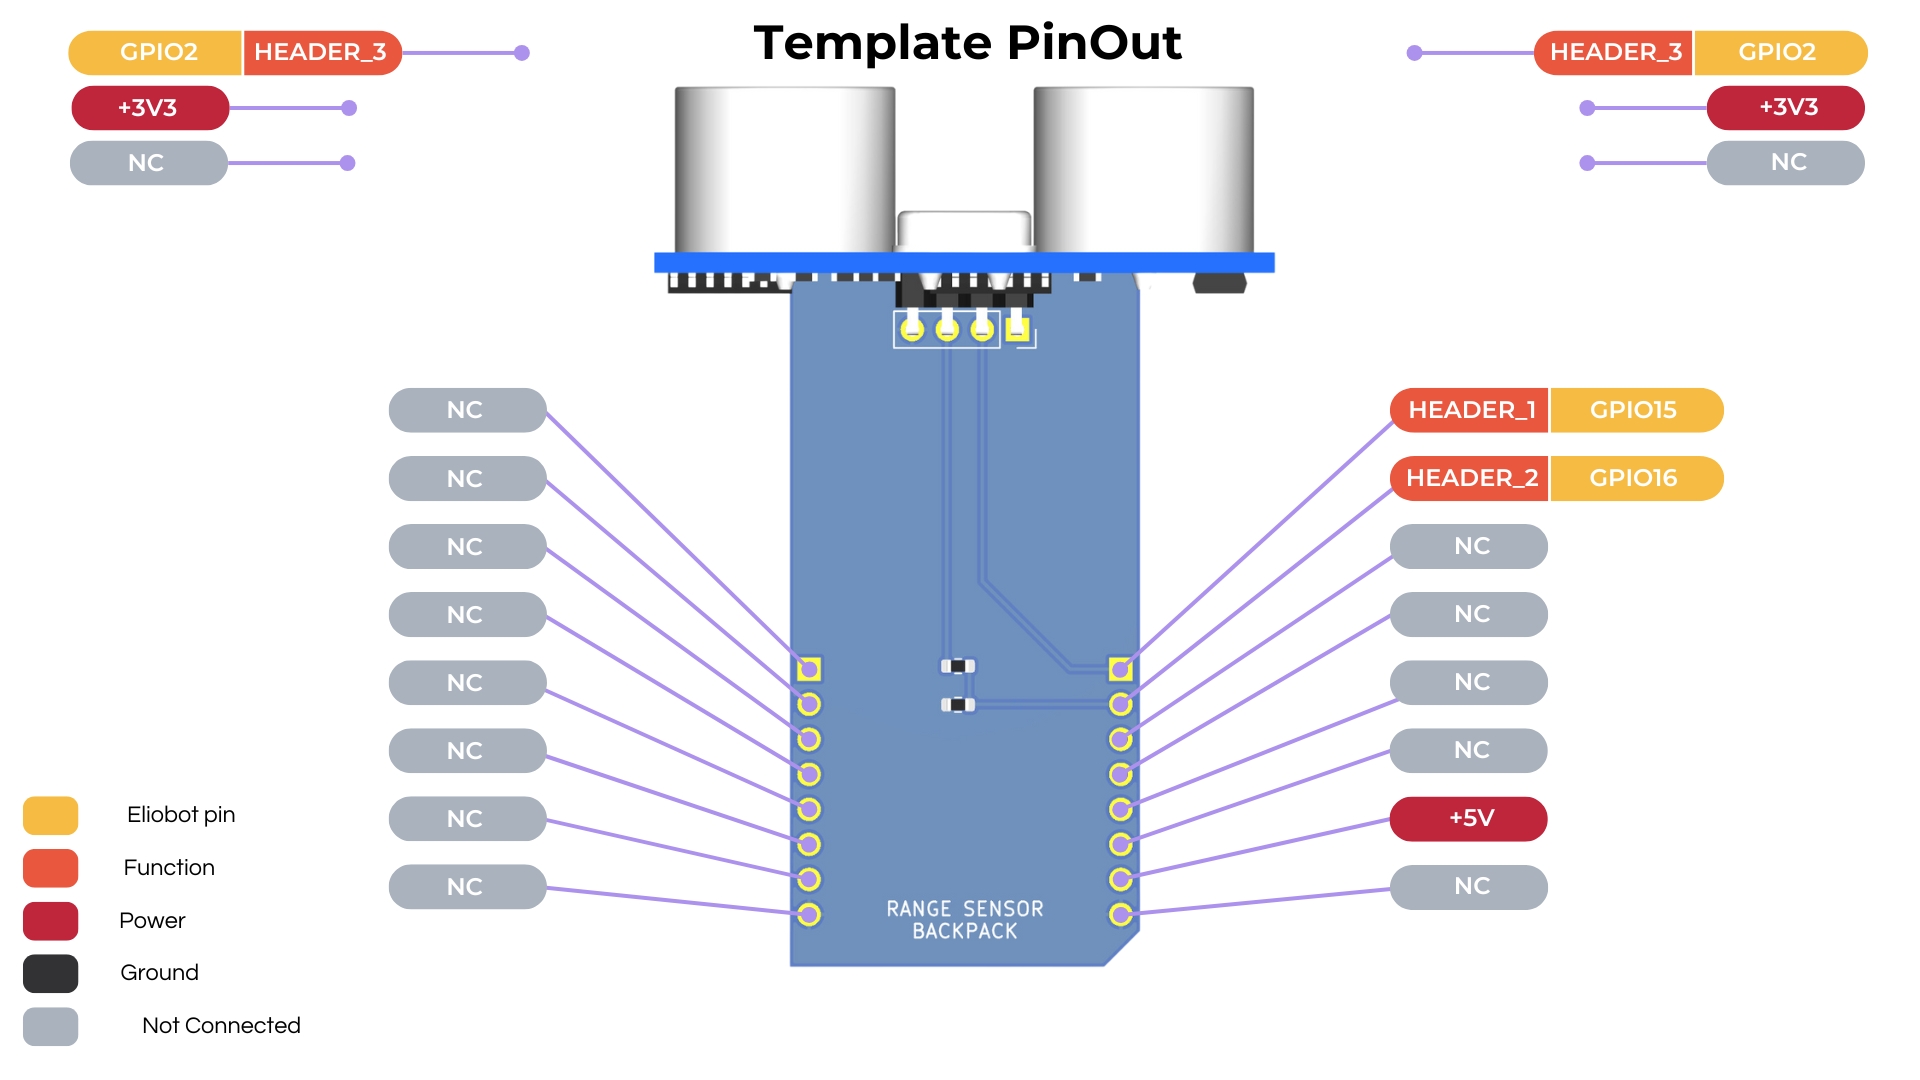 Template PinOut
GPIO2 HEADER_3
+3V3
NC
HEADER_3 GPIO2
+3V3
NC
NC
NC
NC
NC
NC
NC
NC
NC
HEADER_1 GPIO15
HEADER_2 GPIO16
NC
NC
NC
NC
+5V
NC
RANGE SENSOR
BACKPACK
Eliobot pin
Function
Power
Ground
Not Connected